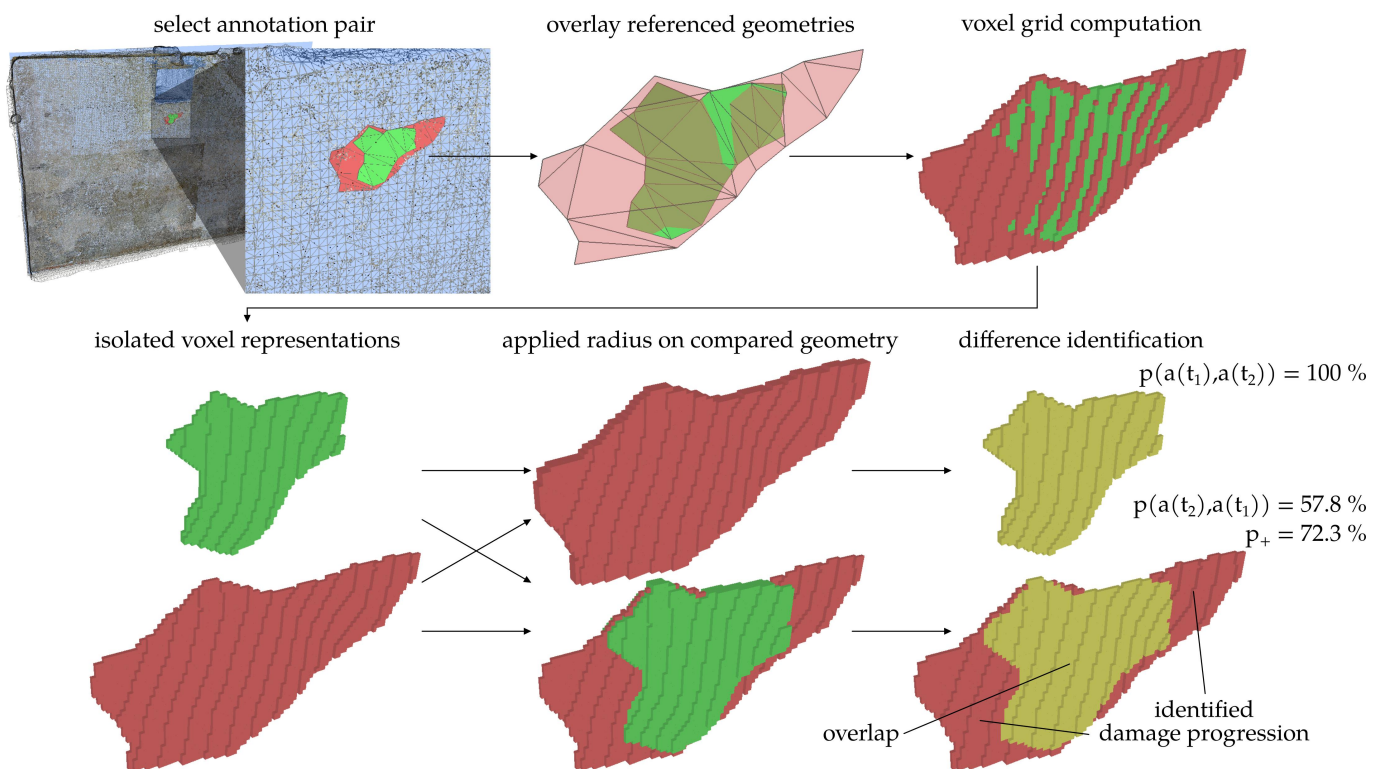 select annotation pair
overlay referenced geometries
voxel grid computation
isolated voxel representations
applied radius on compared geometry
difference identification
p(a(t₁),a(t₂)) = 100 %
p(a(t₂),a(t₁)) = 57.8 %
p₊ = 72.3 %
overlap
identified
damage progression